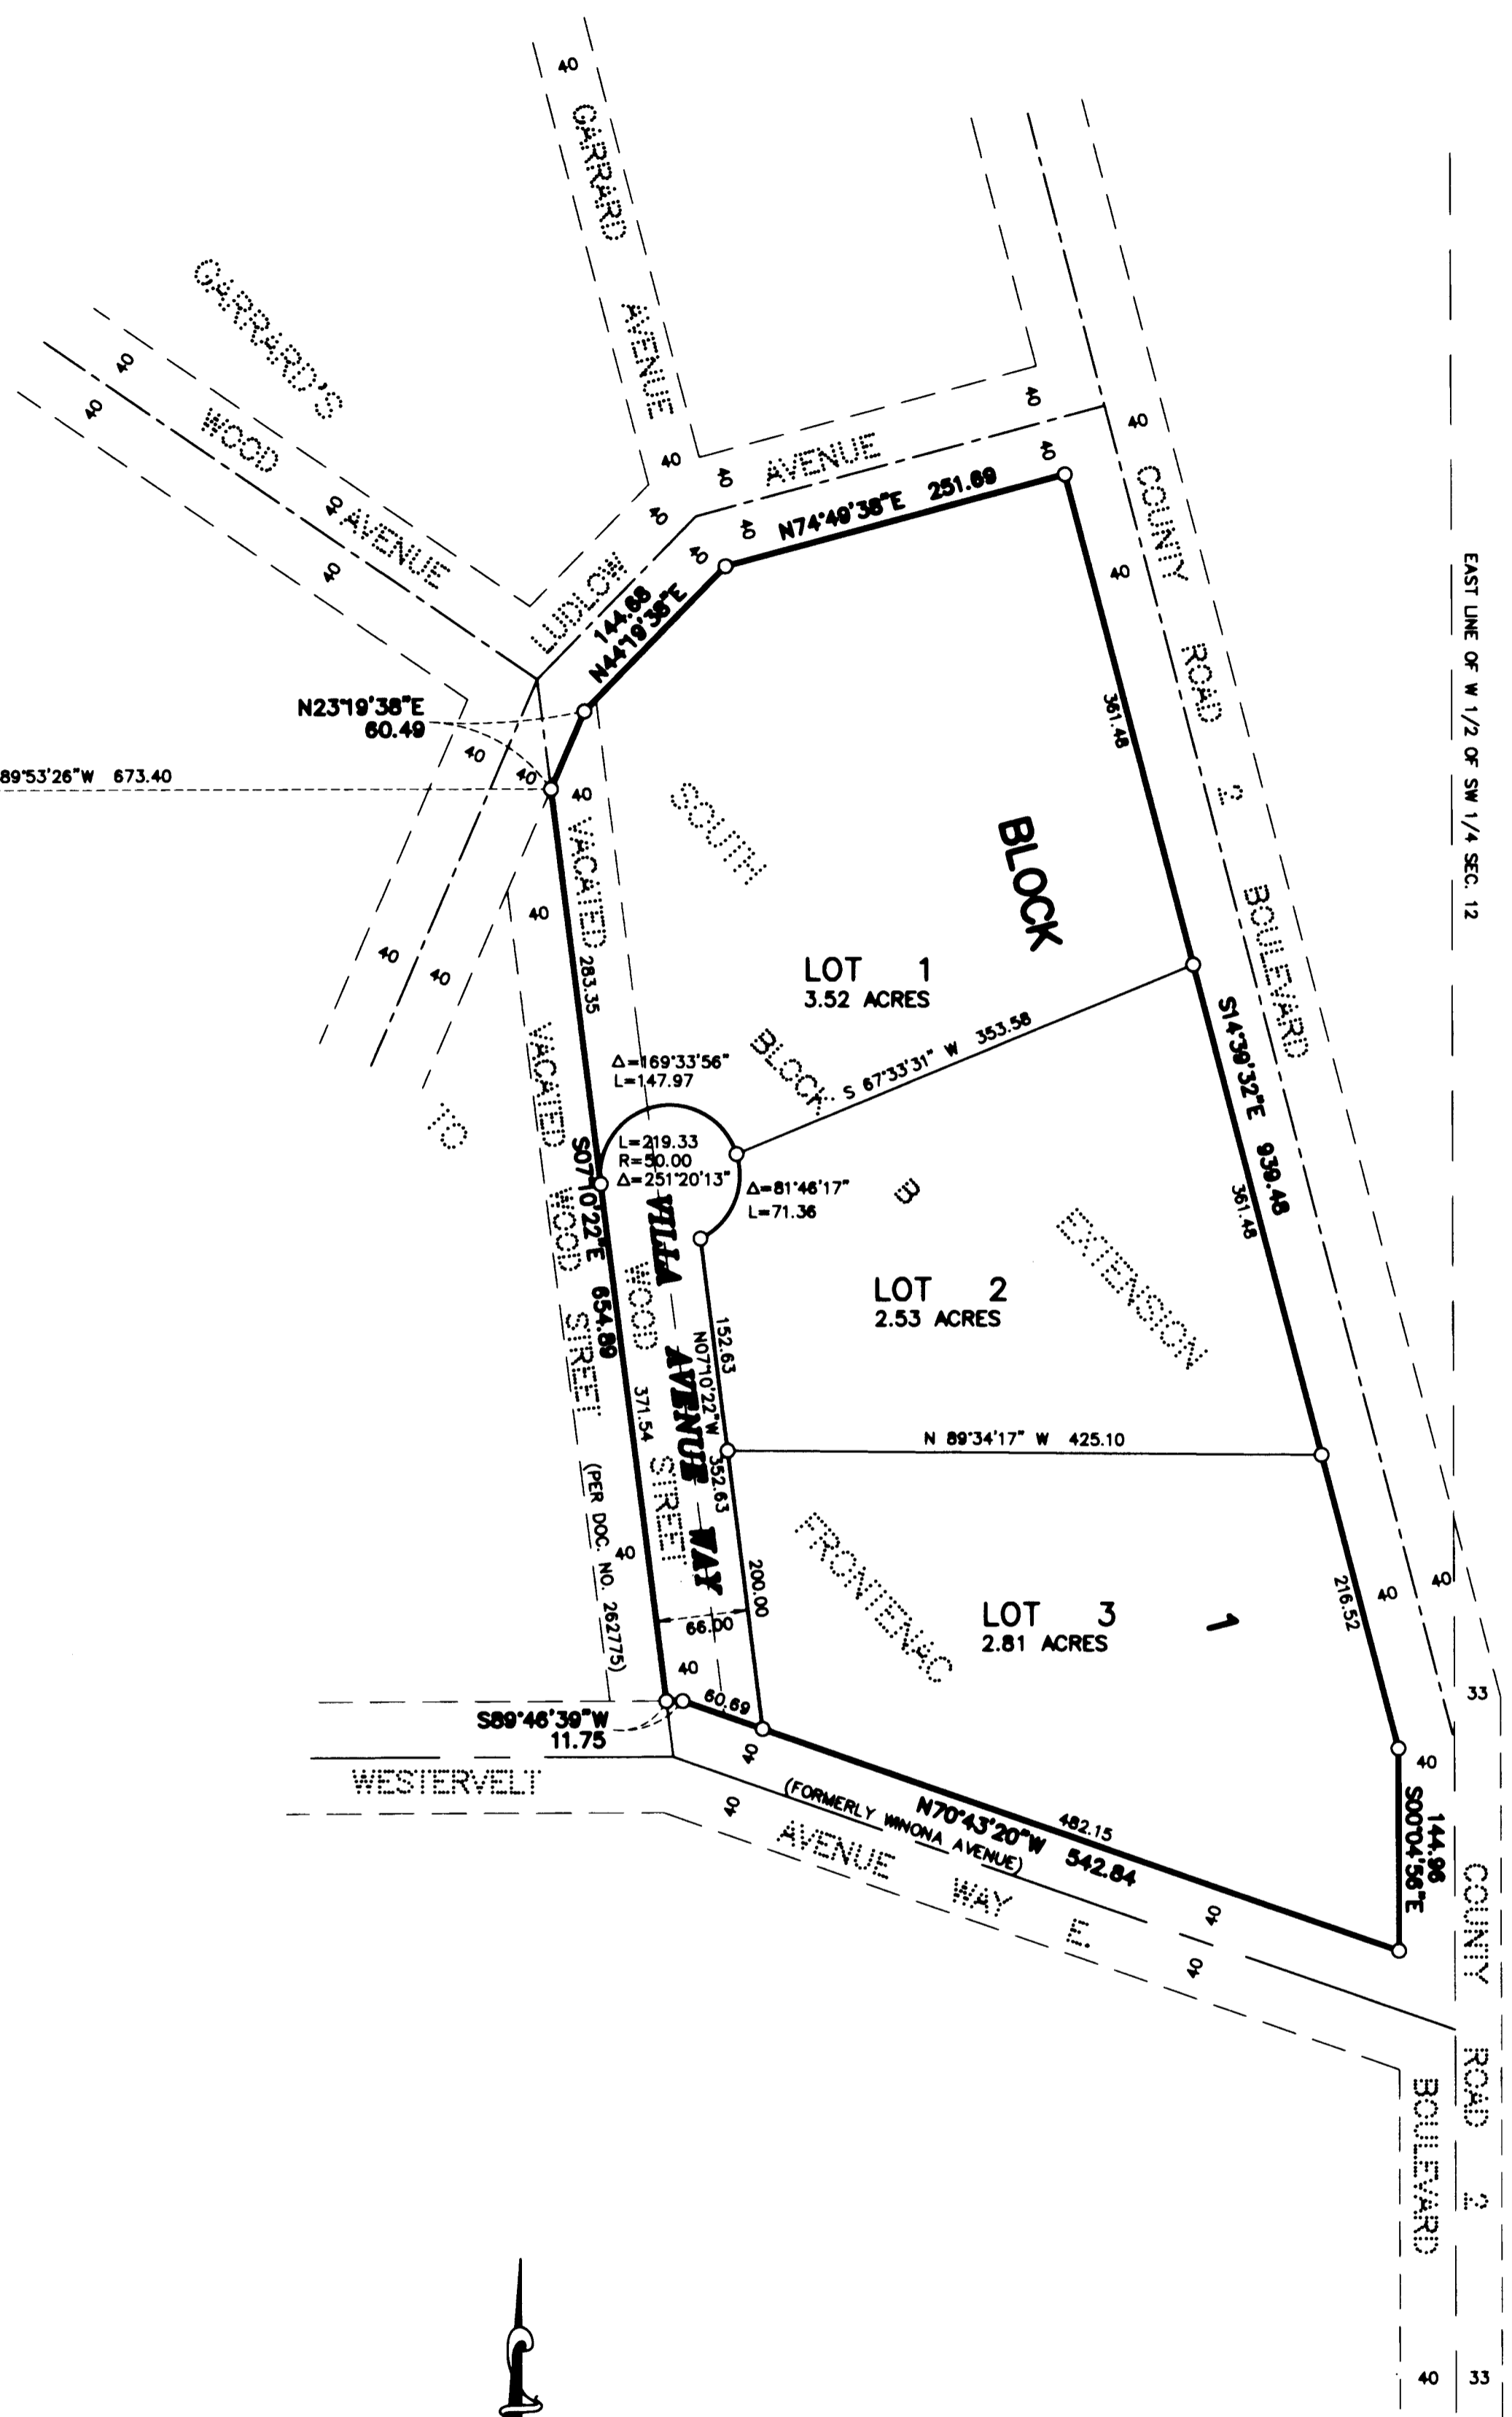 40
GARRARD AVENUE
EAST LINE OF W 1/2 OF SW 1/4 SEC. 12
GARRARD'S
40
40
WOOD
40
AVENUE
40
40
40
AVENUE
40
40
40
40
40
40
40
COUNTY ROAD 2 BOULEVARD
40
N74°49'38"E 251.69
LUDLOW
144.68
N44°19'38"E
N23°19'38"E
60.49
40
40
40
89°53'26"W 673.40
361.48
SOUTH
BLOCK
VACATED
283.35
40
40
40
LOT 1
3.52 ACRES
S 67°33'31" W 353.58
BLOCK
S14°39'32"E 939.48
361.48
VACATED
WOOD STREET
TO
Δ=169°33'56"
L=147.97
L=219.33
R=50.00
Δ=251°20'13"
Δ=81°46'17"
L=71.36
B
S07°10'22"E 654.89
VILLA AVENUE WAY
WOOD STREET
EXTENSION
LOT 2
2.53 ACRES
152.63
N07°10'22"W 352.63
371.54
N 89°34'17" W 425.10
(PER DOC. NO. 262775)
40
FRONTENAC
200.00
LOT 3
2.81 ACRES
1
216.52
40
40
66.00
40
60.69
33
S89°46'39"W
11.75
40
40
WESTERVELT
40
(FORMERLY WINONA AVENUE)
N70°43'20"W 542.84
482.15
144.96
S00°04'56"E
AVENUE WAY E.
40
40
COUNTY ROAD 2
BOULEVARD
40
33